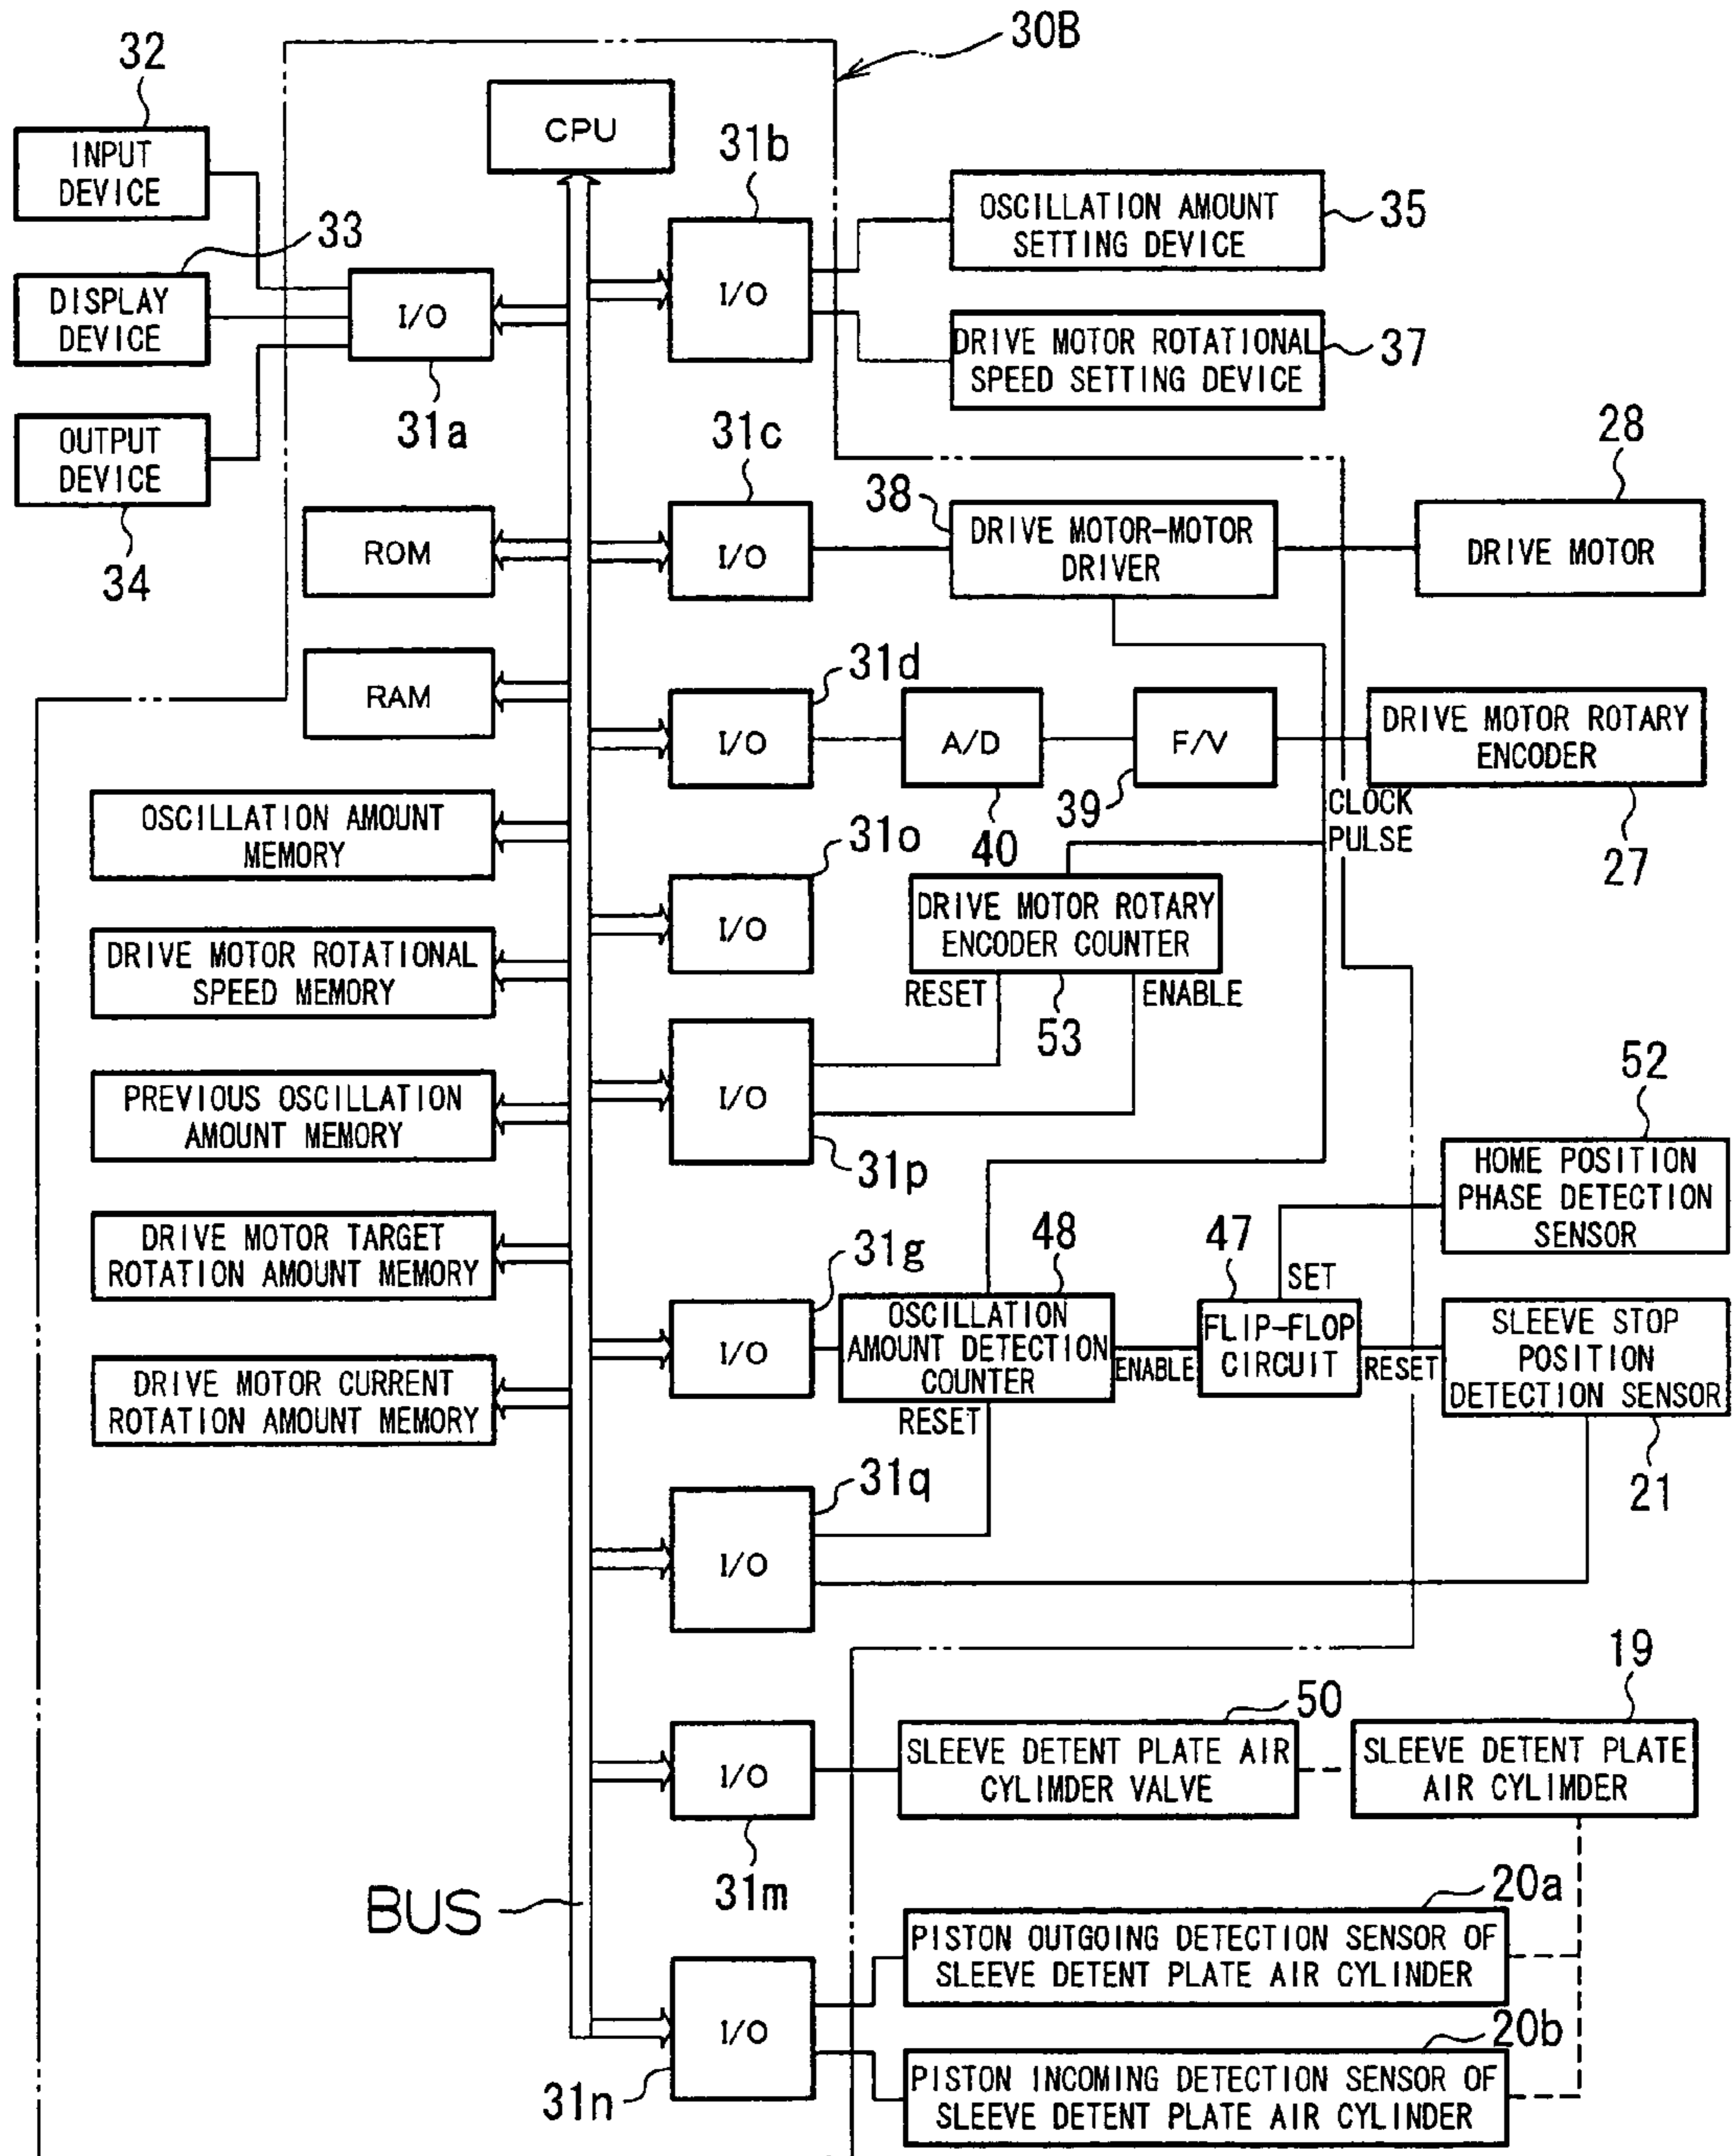 30B
32
CPU
INPUT
DEVICE
31b
33
OSCILLATION AMOUNT
SETTING DEVICE
35
DISPLAY
DEVICE
I/O
I/O
DRIVE MOTOR ROTATIONAL
SPEED SETTING DEVICE
37
31a
OUTPUT
DEVICE
34
31c
38
28
ROM
I/O
DRIVE MOTOR-MOTOR
DRIVER
DRIVE MOTOR
RAM
31d
I/O
A/D
F/V
DRIVE MOTOR ROTARY
ENCODER
40
39
CLOCK
PULSE
27
OSCILLATION AMOUNT
MEMORY
31o
I/O
DRIVE MOTOR ROTARY
ENCODER COUNTER
RESET
ENABLE
53
DRIVE MOTOR ROTATIONAL
SPEED MEMORY
PREVIOUS OSCILLATION
AMOUNT MEMORY
I/O
31p
52
HOME POSITION
PHASE DETECTION
SENSOR
DRIVE MOTOR TARGET
ROTATION AMOUNT MEMORY
31g
48
47
SET
I/O
OSCILLATION
AMOUNT DETECTION
COUNTER
ENABLE
FLIP-FLOP
CIRCUIT
RESET
SLEEVE STOP
POSITION
DETECTION SENSOR
DRIVE MOTOR CURRENT
ROTATION AMOUNT MEMORY
RESET
31q
21
I/O
50
19
I/O
SLEEVE DETENT PLATE AIR
CYLIMDER VALVE
SLEEVE DETENT PLATE
AIR CYLIMDER
31m
BUS
20a
PISTON OUTGOING DETECTION SENSOR OF
SLEEVE DETENT PLATE AIR CYLINDER
I/O
20b
31n
PISTON INCOMING DETECTION SENSOR OF
SLEEVE DETENT PLATE AIR CYLINDER